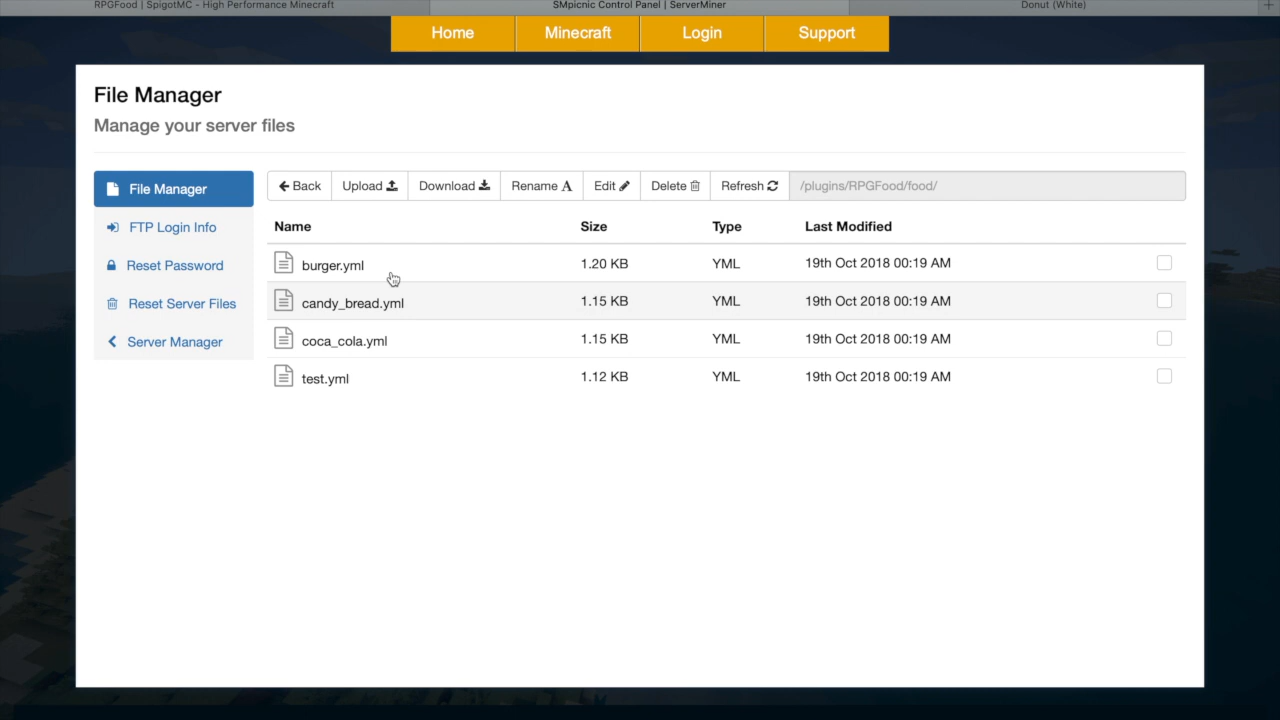 RPGFood | SpigotMC - High Performance Minecraft
SMpicnic Control Panel | ServerMiner
Donut (White)
Home
Minecraft
Login
Support
File Manager
Manage your server files
File Manager
FTP Login Info
Reset Password
Reset Server Files
Server Manager
Back Upload Download Rename A Edit Delete Refresh /plugins/RPGFood/food/
Name Size Type Last Modified
burger.yml 1.20 KB YML 19th Oct 2018 00:19 AM
candy_bread.yml 1.15 KB YML 19th Oct 2018 00:19 AM
coca_cola.yml 1.15 KB YML 19th Oct 2018 00:19 AM
test.yml 1.12 KB YML 19th Oct 2018 00:19 AM